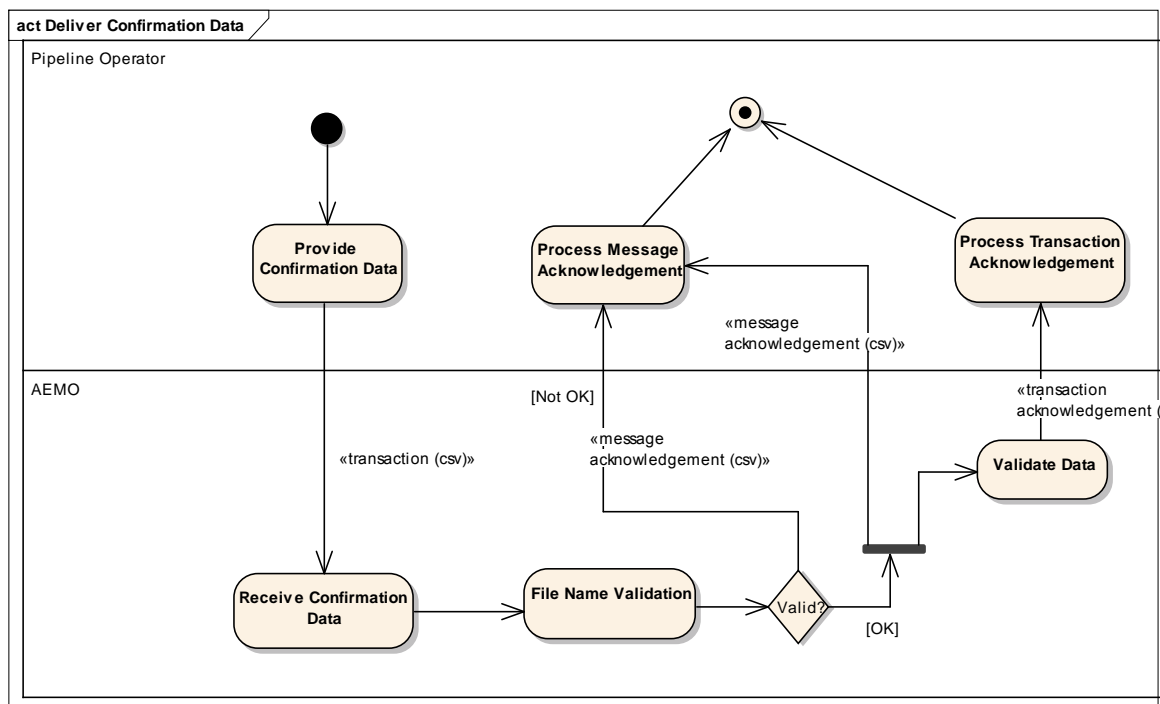 act Deliver Confirmation Data
Pipeline Operator
Provide
Confirmation Data
Process Message
Acknowledgement
Process Transaction
Acknowledgement
«message
acknowledgement (csv)»
AEMO
[Not OK]
«transaction
acknowledgement (
«message
acknowledgement (csv)»
«transaction (csv)»
Validate Data
Receive Confirmation
Data
File Name Validation
Valid?
[OK]